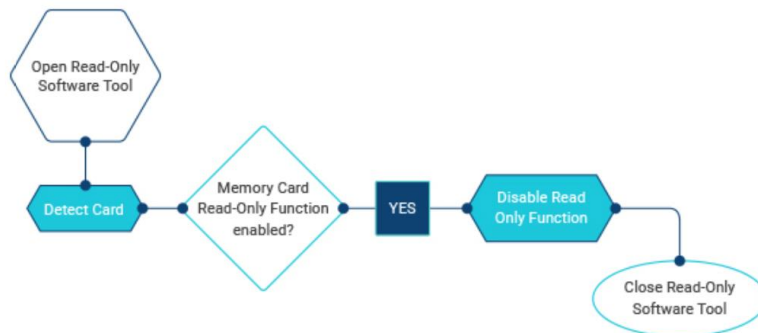 Open Read-Only
Software Tool
Detect Card
Memory Card
Read-Only Function
enabled?
YES
Disable Read
Only Function
Close Read-Only
Software Tool